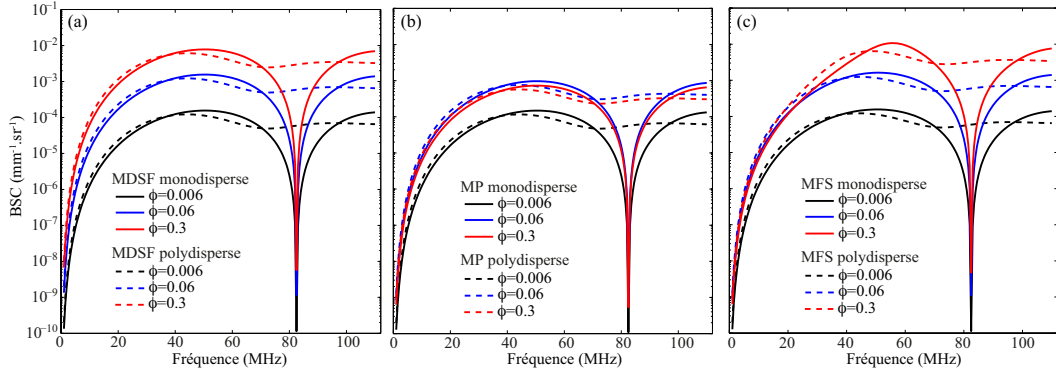 (a)
(b)
(c)
BSC (mm⁻¹.sr⁻¹)
10⁻¹
10⁻²
10⁻³
10⁻⁴
10⁻⁵
10⁻⁶
10⁻⁷
10⁻⁸
10⁻⁹
10⁻¹⁰
MDSF monodisperse
ϕ=0.006
ϕ=0.06
ϕ=0.3
MDSF polydisperse
ϕ=0.006
ϕ=0.06
ϕ=0.3
0 20 40 60 80 100
Fréquence (MHz)
MP monodisperse
ϕ=0.006
ϕ=0.06
ϕ=0.3
MP polydisperse
ϕ=0.006
ϕ=0.06
ϕ=0.3
0 20 40 60 80 100
Fréquence (MHz)
MFS monodisperse
ϕ=0.006
ϕ=0.06
ϕ=0.3
MFS polydisperse
ϕ=0.006
ϕ=0.06
ϕ=0.3
0 20 40 60 80 100
Fréquence (MHz)